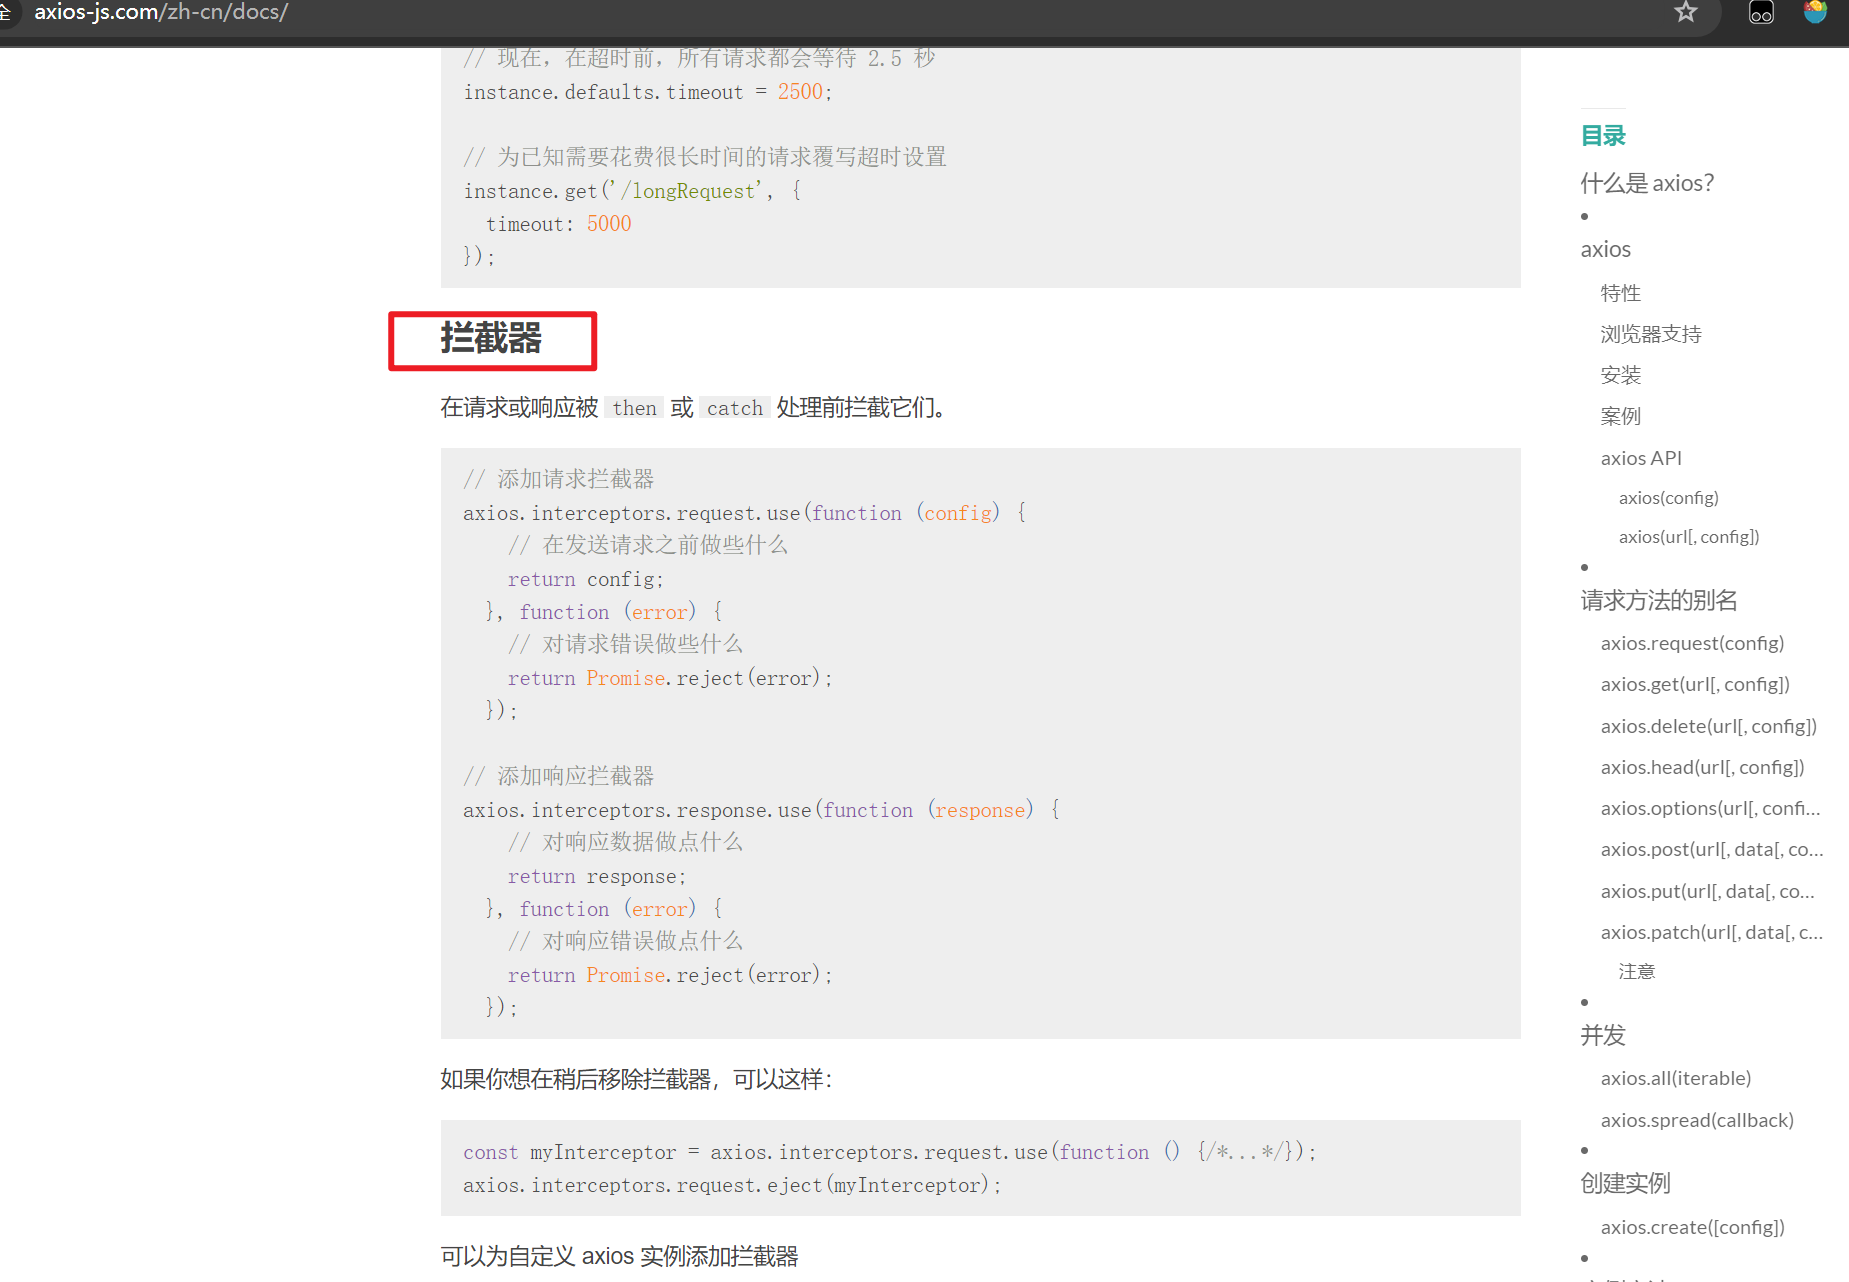 全 axios-js.com/zh-cn/docs/
// 现在，在超时前，所有请求都会等待 2.5 秒
instance.defaults.timeout = 2500;
// 为已知需要花费很长时间的请求覆写超时设置
instance.get('/longRequest', {
  timeout: 5000
});
拦截器
在请求或响应被 then 或 catch 处理前拦截它们。
// 添加请求拦截器
axios.interceptors.request.use(function (config) {
    // 在发送请求之前做些什么
    return config;
  }, function (error) {
    // 对请求错误做些什么
    return Promise.reject(error);
  });
// 添加响应拦截器
axios.interceptors.response.use(function (response) {
    // 对响应数据做点什么
    return response;
  }, function (error) {
    // 对响应错误做点什么
    return Promise.reject(error);
  });
如果你想在稍后移除拦截器，可以这样：
const myInterceptor = axios.interceptors.request.use(function () {/*...*/});
axios.interceptors.request.eject(myInterceptor);
可以为自定义 axios 实例添加拦截器
目录
什么是 axios？
axios
特性
浏览器支持
安装
案例
axios API
axios(config)
axios(url[, config])
请求方法的别名
axios.request(config)
axios.get(url[, config])
axios.delete(url[, config])
axios.head(url[, config])
axios.options(url[, confi...
axios.post(url[, data[, co...
axios.put(url[, data[, co...
axios.patch(url[, data[, c...
注意
并发
axios.all(iterable)
axios.spread(callback)
创建实例
axios.create([config])